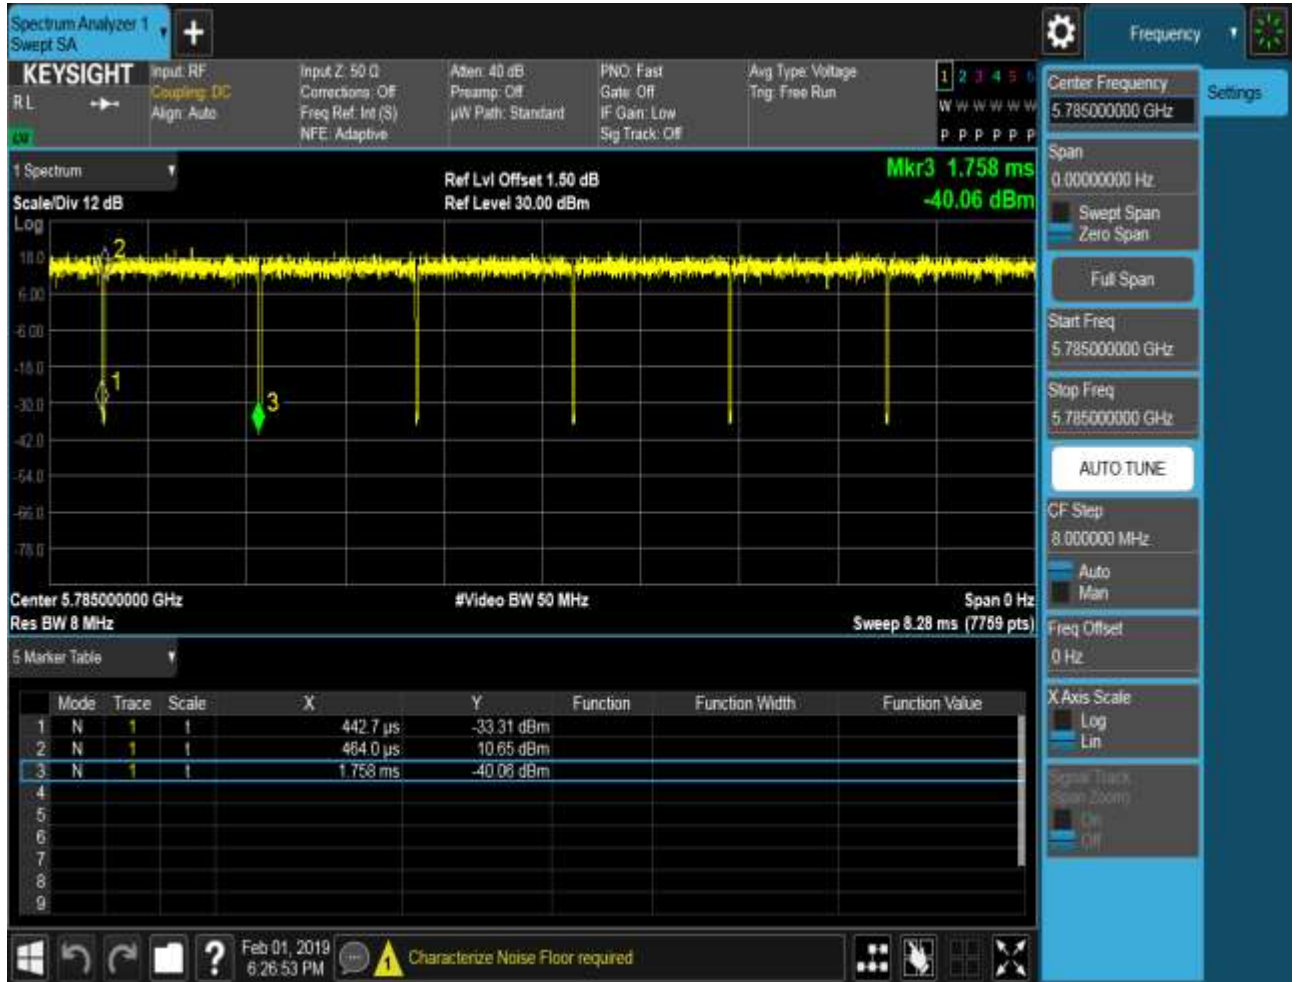 Spectrum Analyzer 1
Swept SA
Frequency
KEYSIGHT
R L
Input: RF
Coupling: DC
Align: Auto
Input Z: 50 Ω
Corrections: Off
Freq Ref: Int (S)
NFE: Adaptive
Atten: 40 dB
Preamp: Off
µW Path: Standard
PNO: Fast
Gate: Off
IF Gain: Low
Sig Track: Off
Avg Type: Voltage
Trig: Free Run
1 2 3 4 5 6
W W W W W W
P P P P P P
1 Spectrum
Scale/Div 12 dB
Ref Lvl Offset 1.50 dB
Ref Level 30.00 dBm
Mkr3 1.758 ms
-40.06 dBm
Log
18.0
6.00
-6.00
-18.0
-30.0
-42.0
-54.0
-66.0
-78.0
1
2
3
Center 5.785000000 GHz
Res BW 8 MHz
#Video BW 50 MHz
Span 0 Hz
Sweep 8.28 ms (7759 pts)
5 Marker Table
Mode Trace Scale X Y Function Function Width Function Value
1 N 1 t 442.7 µs -33.31 dBm
2 N 1 t 464.0 µs 10.65 dBm
3 N 1 t 1.758 ms -40.06 dBm
4
5
6
7
8
9
Feb 01, 2019
6:26:53 PM
1
Characterize Noise Floor required
Settings
Center Frequency
5.785000000 GHz
Span
0.00000000 Hz
Swept Span
Zero Span
Full Span
Start Freq
5.785000000 GHz
Stop Freq
5.785000000 GHz
AUTO TUNE
CF Step
8.000000 MHz
Auto
Man
Freq Offset
0 Hz
X Axis Scale
Log
Lin
Signal Track
(Span Zoom)
On
Off